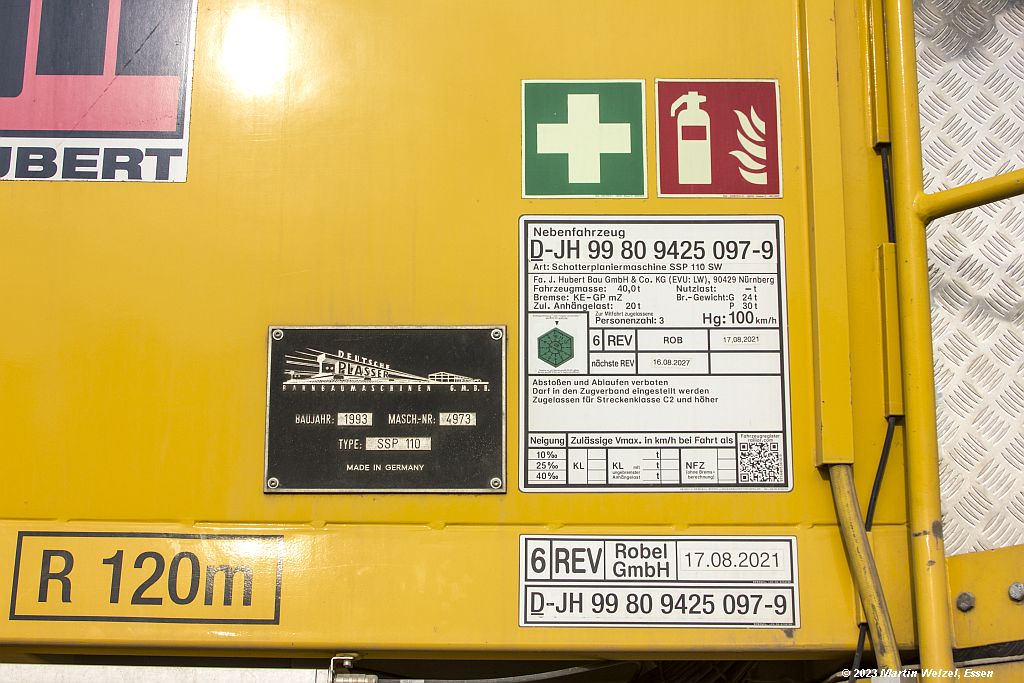 UBERT
Nebenfahrzeug
D-JH 99 80 9425 097-9
Art: Schotterplaniermaschine SSP 110 SW
Fa. J. Hubert Bau GmbH & Co. KG (EVU: LW), 90429 Nürnberg
Fahrzeugmasse: 40,0 t Nutzlast: – t
Bremse: KE-GP mZ Br.-Gewicht: G 24 t
Zul. Anhängelast: 20 t P 30 t
Zur Mitfahrt zugelassene
Personenzahl: 3 Hg: 100 km/h
6 REV ROB 17.08.2021
nächste REV 16.08.2027
Abstoßen und Ablaufen verboten
Darf in den Zugverband eingestellt werden
Zugelassen für Streckenklasse C2 und höher
Neigung Zulässige Vmax. in km/h bei Fahrt als
Fahrzeugregister
10 ‰ t
25 ‰ KL KL mit ungebremster Anhängelast t NFZ (ohne Bremsberechnung)
40 ‰ t
DEUTSCHE
PLASSER
BAHNBAUMASCHINEN G.M.B.H.
BAUJAHR: 1993 MASCH-NR: 4973
TYPE: SSP 110
MADE IN GERMANY
R 120m
6 REV Robel GmbH 17.08.2021
D-JH 99 80 9425 097-9
© 2023 Martin Welzel, Essen